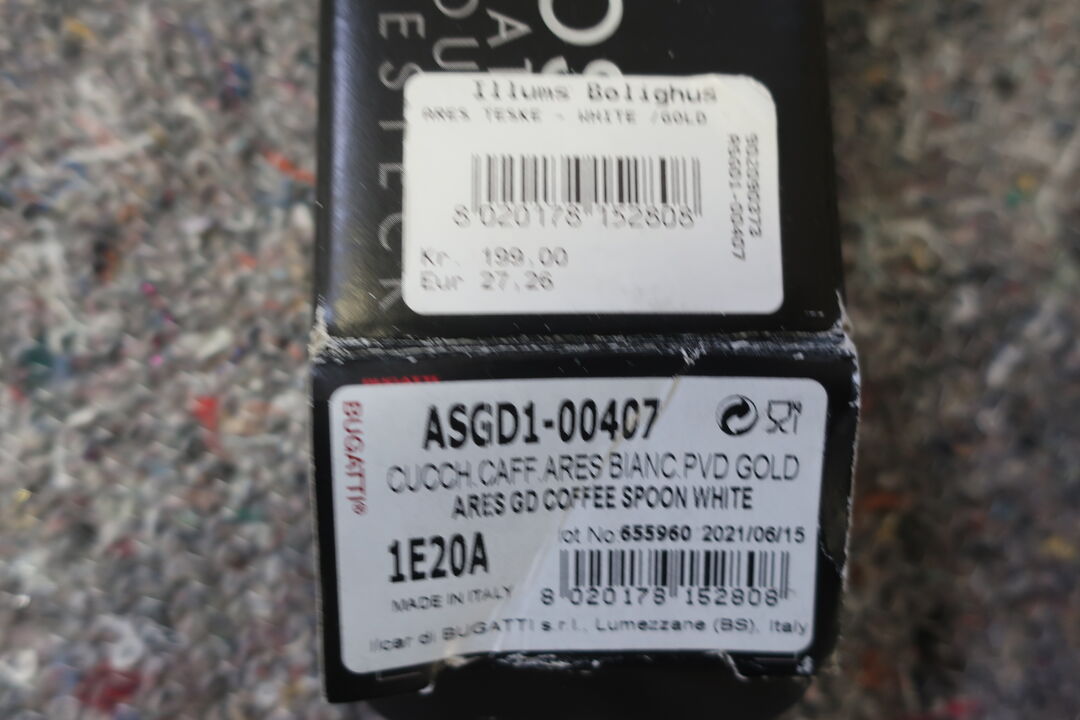 Illums Bolighus
ARES TESKE - WHITE /GOLD
8 020178 152808
Kr. 199,00
Eur 27,26
ASGD1-00407
BUGATTI®
ASGD1-00407
CUCCH.CAFF.ARES BIANC.PVD GOLD
ARES GD COFFEE SPOON WHITE
1E20A
lot No 655960 2021/06/15
MADE IN ITALY
8 020178 152808
Ilcar di BUGATTI s.r.l., Lumezzane (BS), Italy